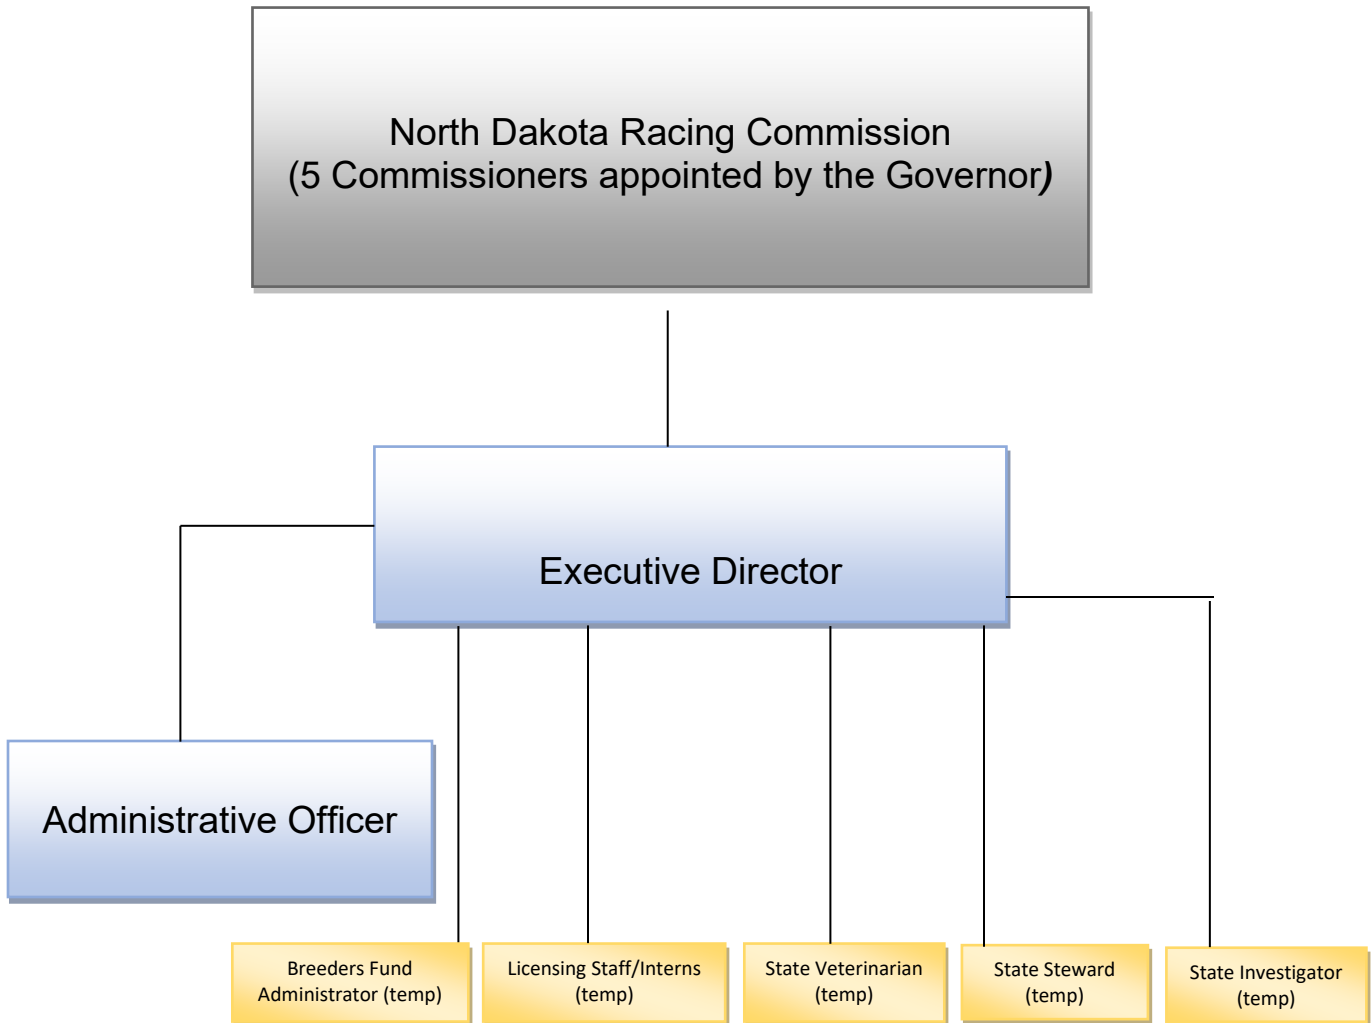 North Dakota Racing Commission
(5 Commissioners appointed by the Governor)
Executive Director
Administrative Officer
Breeders Fund
Administrator (temp)
Licensing Staff/Interns
(temp)
State Veterinarian
(temp)
State Steward
(temp)
State Investigator
(temp)